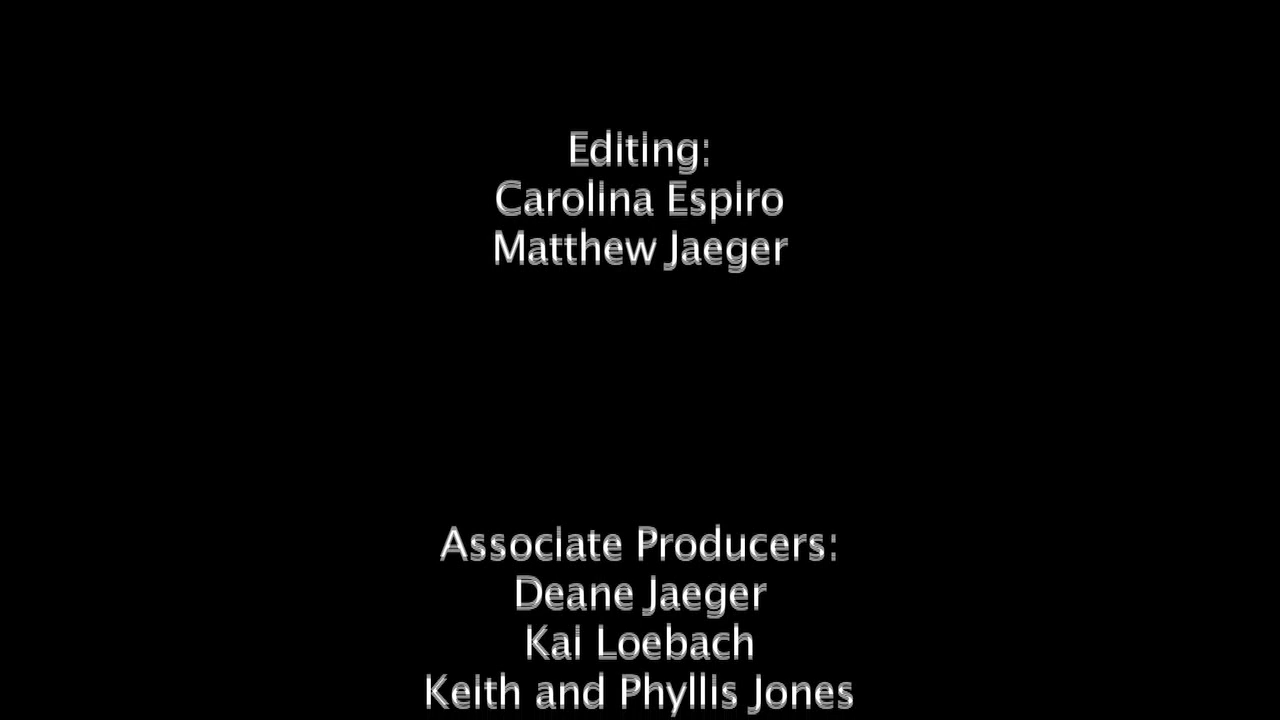 Editing:
Carolina Espiro
Matthew Jaeger
Associate Producers:
Deane Jaeger
Kai Loebach
Keith and Phyllis Jones